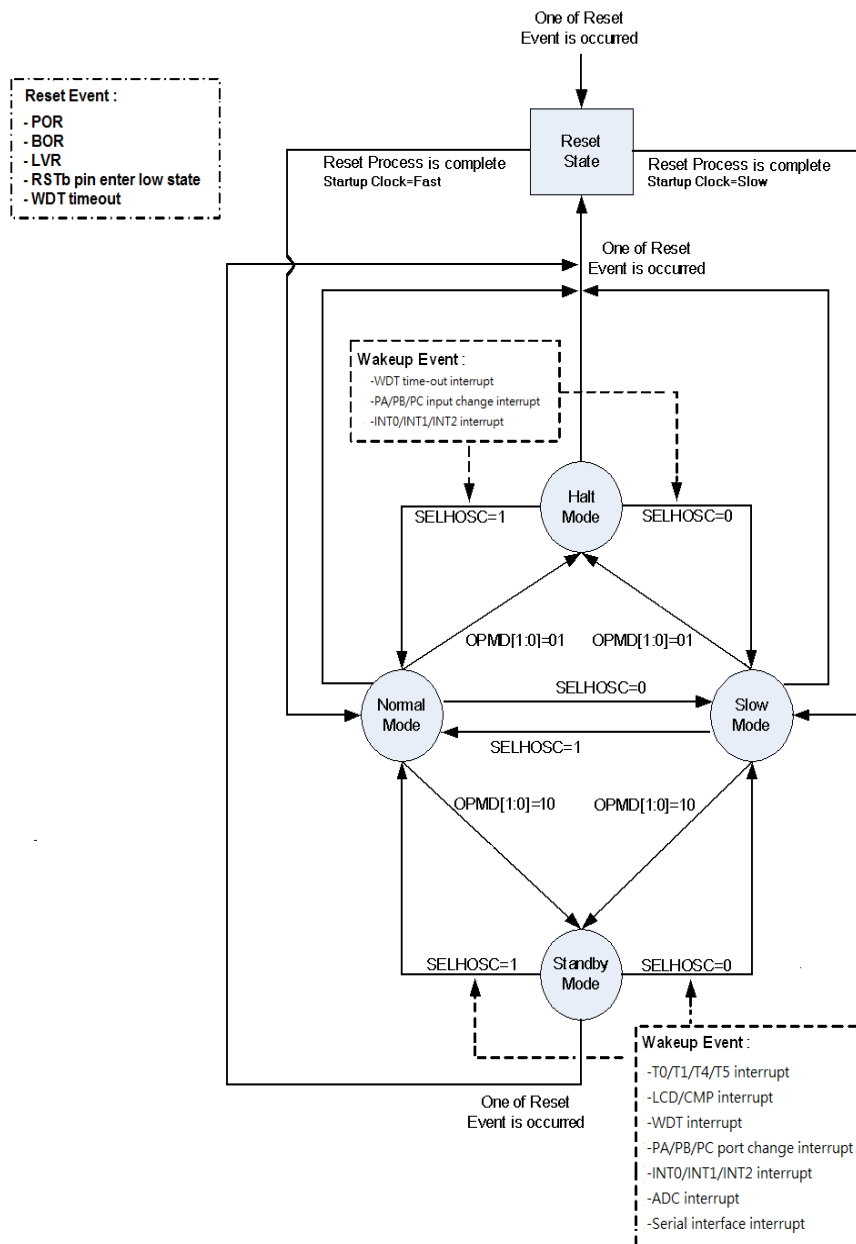 One of Reset
Event is occurred
Reset Event :
- POR
- BOR
- LVR
- RSTb pin enter low state
- WDT timeout
Reset
State
Reset Process is complete
Startup Clock=Fast
Reset Process is complete
Startup Clock=Slow
One of Reset
Event is occurred
Wakeup Event :
-WDT time-out interrupt
-PA/PB/PC input change interrupt
-INT0/INT1/INT2 interrupt
Halt
Mode
SELHOSC=1
SELHOSC=0
OPMD[1:0]=01
OPMD[1:0]=01
SELHOSC=0
Normal
Mode
Slow
Mode
SELHOSC=1
OPMD[1:0]=10
OPMD[1:0]=10
SELHOSC=1
Standby
Mode
SELHOSC=0
One of Reset
Event is occurred
Wakeup Event :
-T0/T1/T4/T5 interrupt
-LCD/CMP interrupt
-WDT interrupt
-PA/PB/PC port change interrupt
-INT0/INT1/INT2 interrupt
-ADC interrupt
-Serial interface interrupt